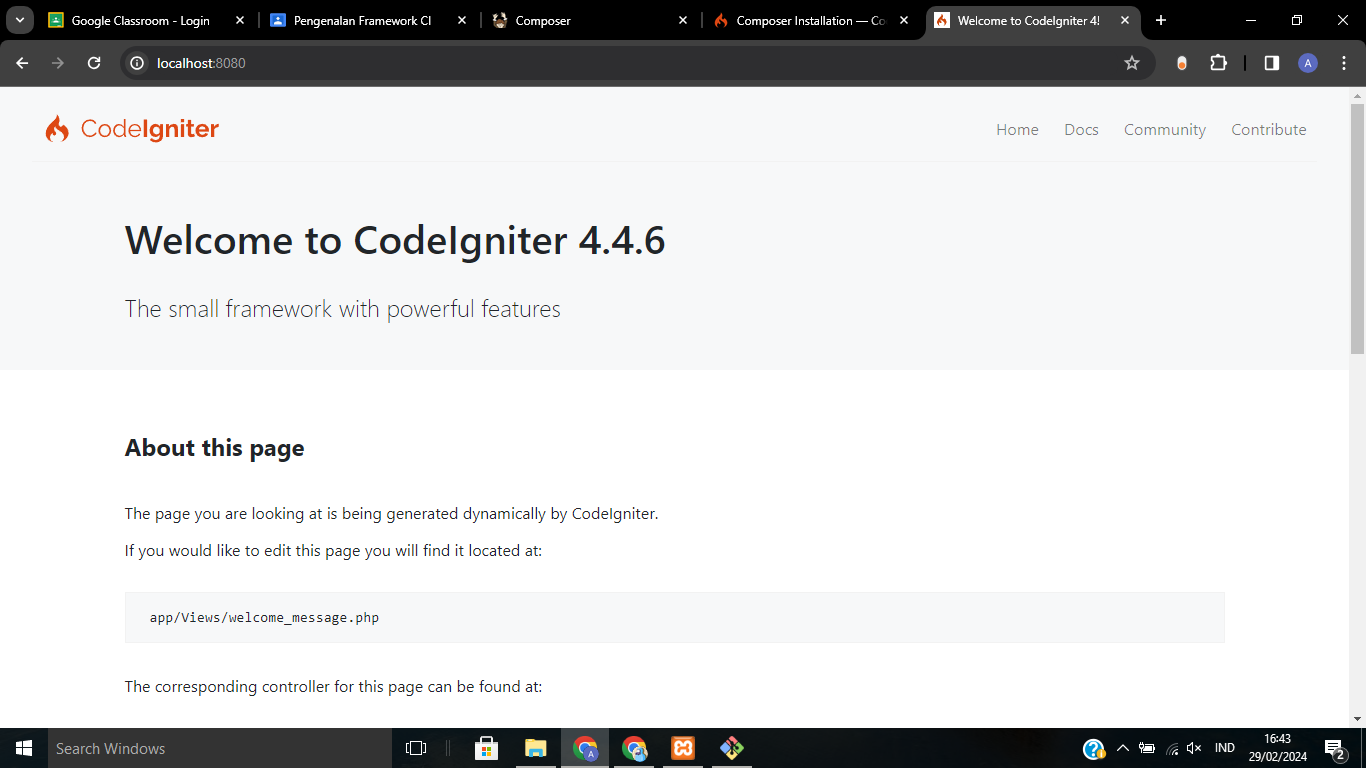 Google Classroom - Login
Pengenalan Framework CI
Composer
Composer Installation — Co
Welcome to CodeIgniter 4!
localhost:8080
A
CodeIgniter
Home Docs Community Contribute
Welcome to CodeIgniter 4.4.6
The small framework with powerful features
About this page
The page you are looking at is being generated dynamically by CodeIgniter.
If you would like to edit this page you will find it located at:
app/Views/welcome_message.php
The corresponding controller for this page can be found at:
Search Windows
A
IND
16:43
29/02/2024
2